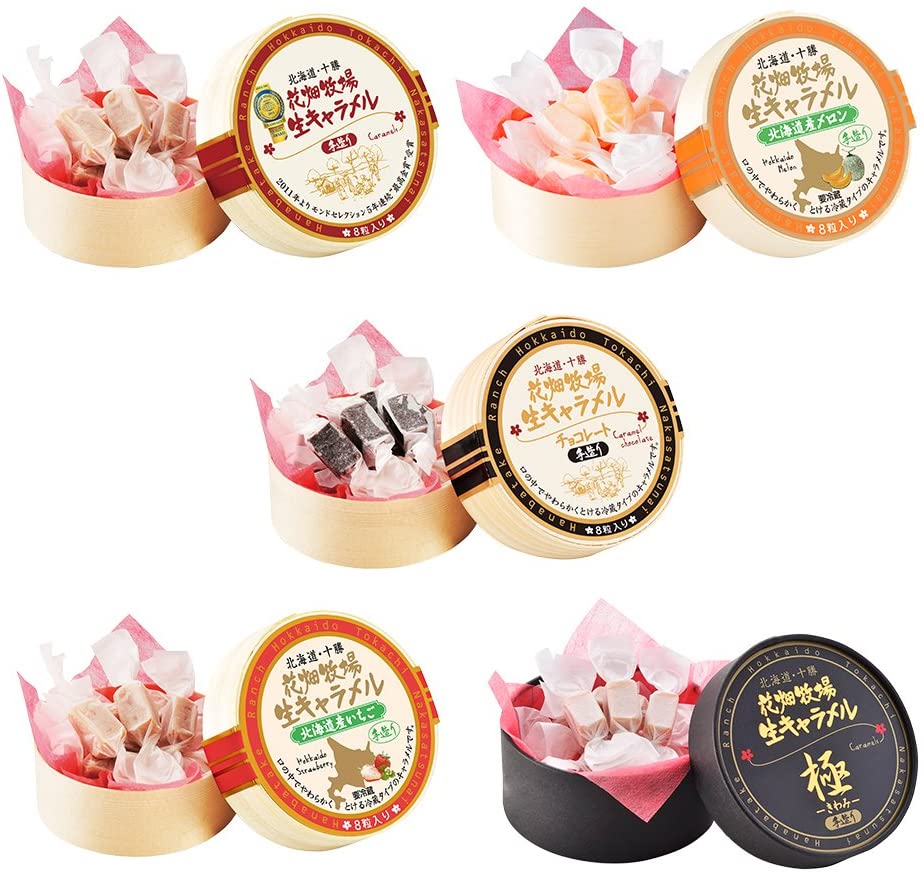 Ranch Hokkaido Tokachi Nakasatsunai Hanabatake
北海道・十勝
花畑牧場
生キャラメル
手造り
Caramel
2011年よりモンドセレクション5年連続"最高金賞"受賞
8粒入り
Ranch Hokkaido Tokachi Nakasatsunai Hanabatake
北海道・十勝
花畑牧場
生キャラメル
北海道産メロン
手造り
Hokkaido
Melon
要冷蔵
口の中でやわらかくとける冷蔵タイプのキャラメルです。
8粒入り
Ranch Hokkaido Tokachi Nakasatsunai Hanabatake
北海道・十勝
花畑牧場
生キャラメル
チョコレート
Caramel
chocolate
手造り
口の中でやわらかくとける冷蔵タイプのキャラメルです。
8粒入り
Ranch Hokkaido Tokachi Nakasatsunai Hanabatake
北海道・十勝
花畑牧場
生キャラメル
北海道産いちご
手造り
Hokkaido
Strawberry
要冷蔵
口の中でやわらかくとける冷蔵タイプのキャラメルです。
8粒入り
Ranch Hokkaido Tokachi Nakasatsunai Hanabatake
北海道・十勝
花畑牧場
生キャラメル
Caramel
極
きわみ
手造り